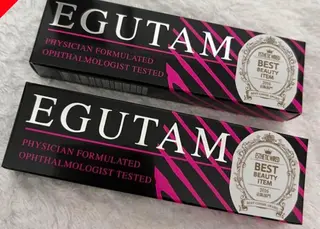 EGUTAM
PHYSICIAN FORMULATED
OPHTHALMOLOGIST TESTED
BEST
BEAUTY
ITEM
EGUTAM
PHYSICIAN FORMULATED
OPHTHALMOLOGIST TESTED
BEST
BEAUTY
ITEM